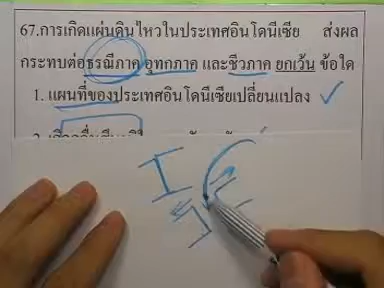 67.การเกิดแผ่นดินไหวในประเทศอินโดนีเซีย ส่งผล
กระทบต่อธรณีภาค อุทกภาค และชีวภาค ยกเว้น ข้อใด
1. แผนที่ของประเทศอินโดนีเซียเปลี่ยนแปลง